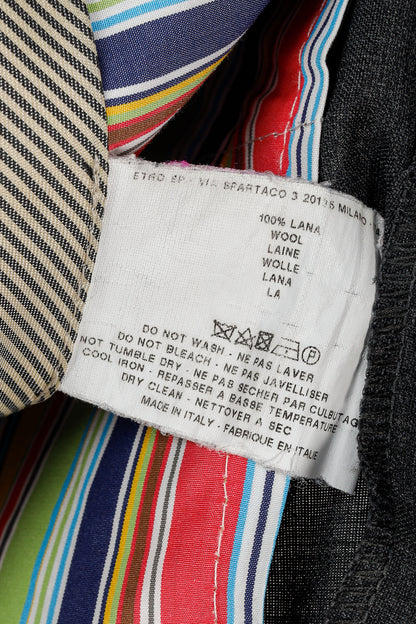 ETRO SP - VIA SPARTACO 3 20135 MILANO -
100% LANA
WOOL
LAINE
WOLLE
LANA
LA
DO NOT WASH - NE PAS LAVER
DO NOT BLEACH - NE PAS JAVELLISER
NOT TUMBLE DRY - NE PAS SECHER PAR CULBUTAG
COOL IRON - REPASSER A BASSE TEMPERATURE
DRY CLEAN - NETTOYER A SEC
MADE IN ITALY - FABRIQUE EN ITALIE